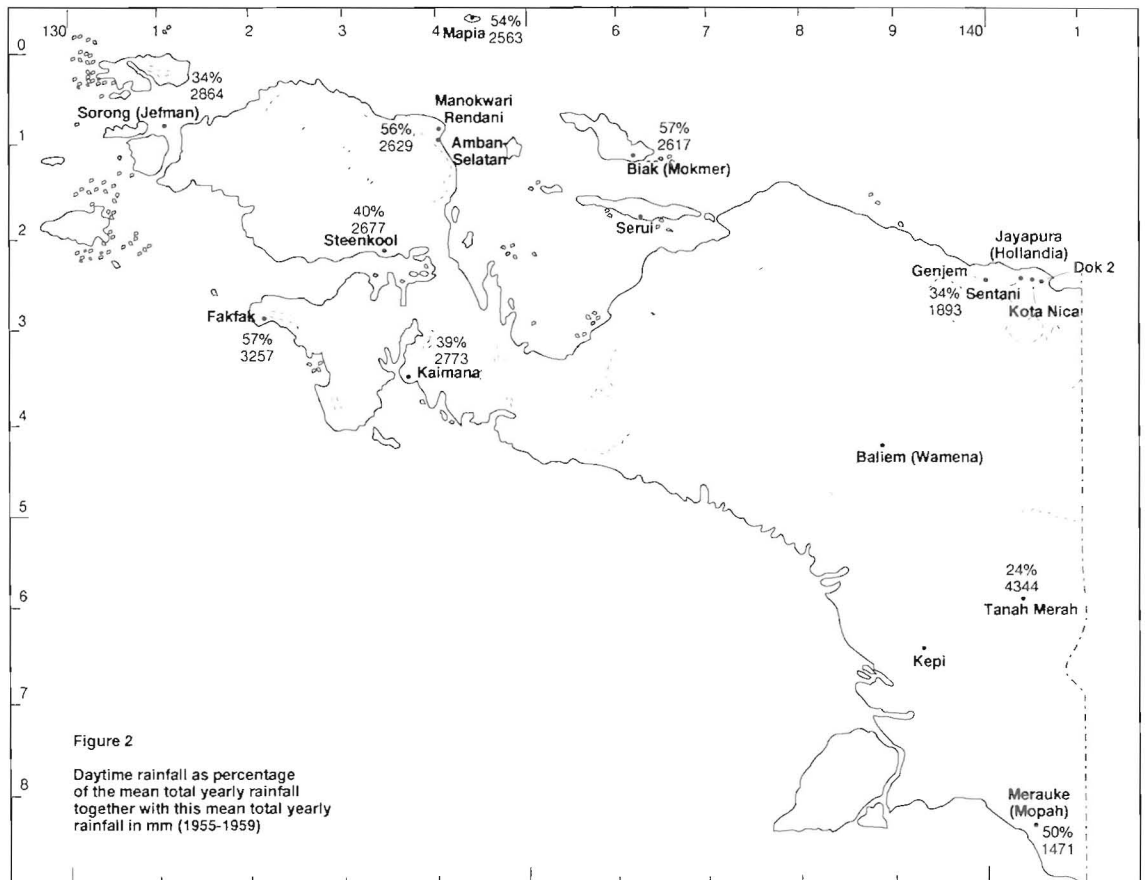 130 1 2 3 4 5 6 7 8 9 140 1
54%
Mapia 2563
0
34%
2864
Sorong (Jefman)
Manokwari
Rendani
56%
2629
Amban-
Selatan
57%
2617
Biak (Mokmer)
1
40%
2677
Steenkool
Serui
2
Jayapura
(Hollandia)
Genjem
Dok 2
34% Sentani
1893
Kota Nica
Fakfak
57%
3257
3
39%
2773
Kaimana
4
Baliem (Wamena)
5
24%
4344
Tanah Merah
6
Kepi
7
Figure 2
Daytime rainfall as percentage
of the mean total yearly rainfall
together with this mean total yearly
rainfall in mm (1955-1959)
8
Merauke
(Mopah)
50%
1471